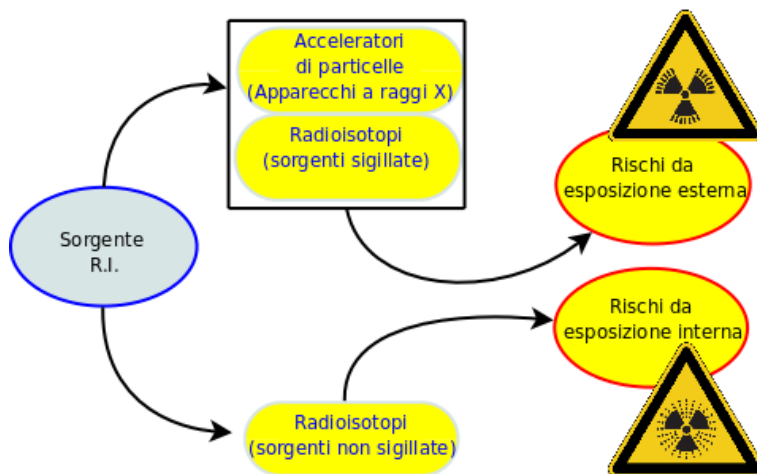 Acceleratori
di particelle
(Apparecchi a raggi X)
Radioisotopi
(sorgenti sigillate)
Rischi da
esposizione esterna
Sorgente
R.I.
Rischi da
esposizione interna
Radioisotopi
(sorgenti non sigillate)